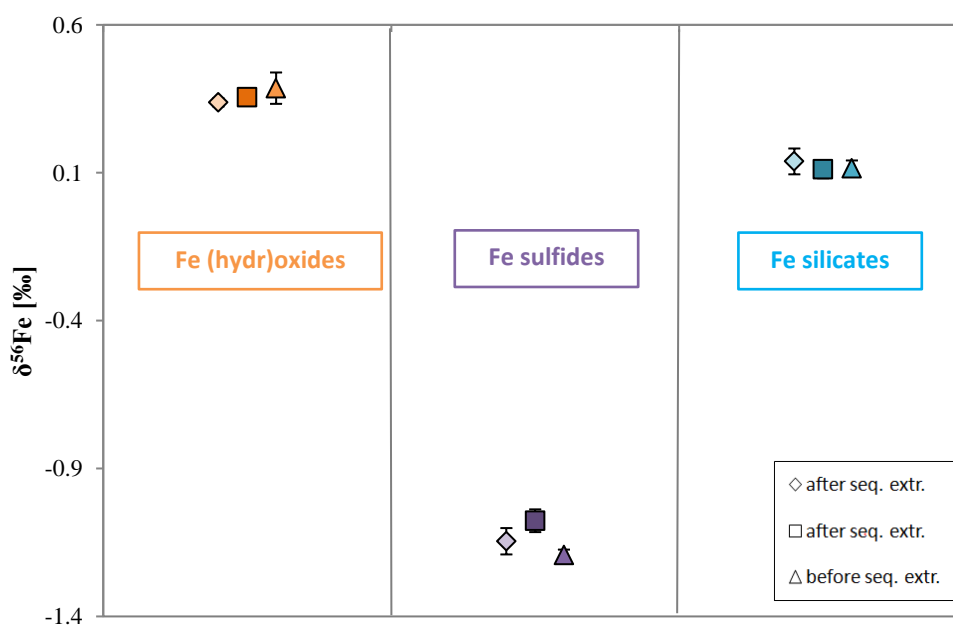 0.6
0.1
-0.4
-0.9
-1.4
δ⁵⁶Fe [‰]
Fe (hydr)oxides
Fe sulfides
Fe silicates
after seq. extr.
after seq. extr.
before seq. extr.